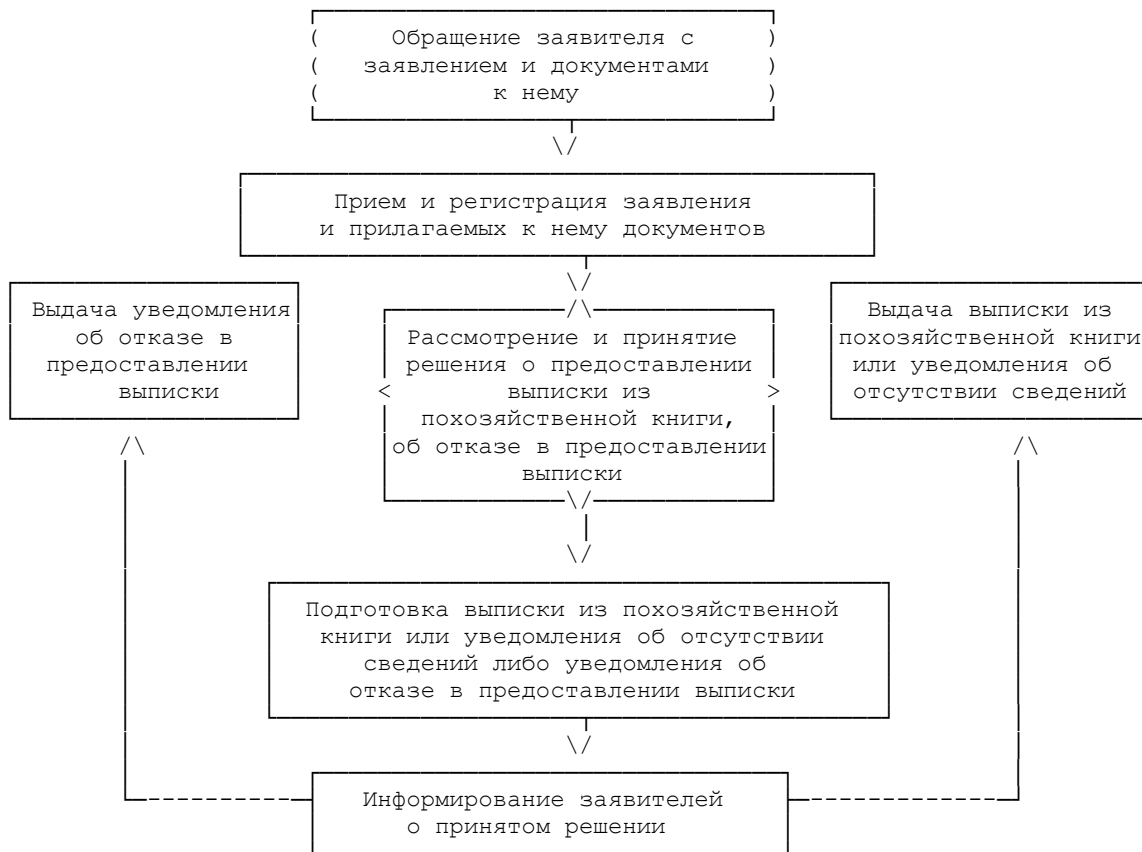 Обращение заявителя с
заявлением и документами
к нему
Прием и регистрация заявления
и прилагаемых к нему документов
Выдача уведомления
об отказе в
предоставлении
выписки
Рассмотрение и принятие
решения о предоставлении
выписки из
похозяйственной книги,
об отказе в предоставлении
выписки
Выдача выписки из
похозяйственной книги
или уведомления об
отсутствии сведений
Подготовка выписки из похозяйственной
книги или уведомления об отсутствии
сведений либо уведомления об
отказе в предоставлении выписки
Информирование заявителей
о принятом решении